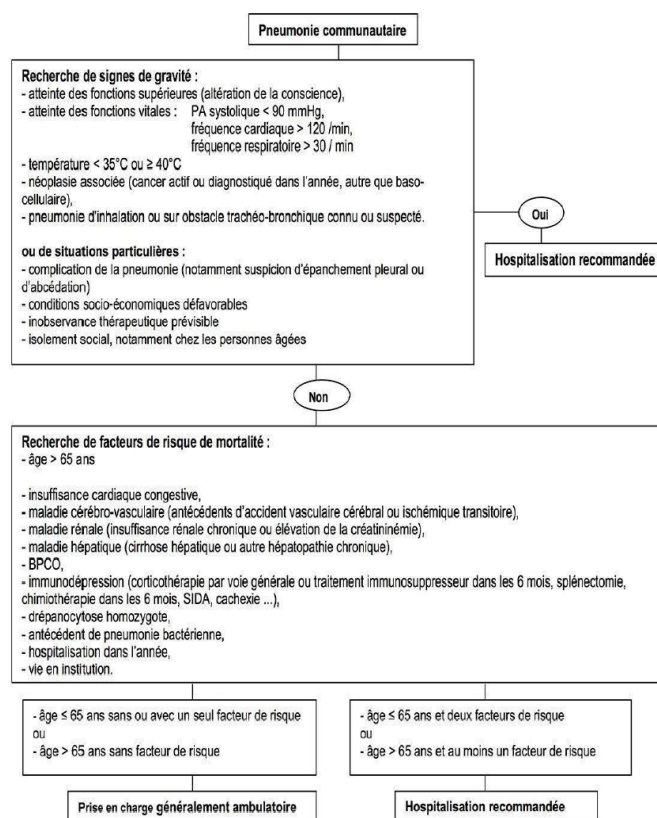 Pneumonie communautaire
Recherche de signes de gravité :
- atteinte des fonctions supérieures (altération de la conscience),
- atteinte des fonctions vitales : PA systolique < 90 mmHg,
fréquence cardiaque > 120 /min,
fréquence respiratoire > 30 / min
- température < 35°C ou ≥ 40°C
- néoplasie associée (cancer actif ou diagnostiqué dans l'année, autre que baso-
cellulaire),
- pneumonie d'inhalation ou sur obstacle trachéo-bronchique connu ou suspecté.
ou de situations particulières :
- complication de la pneumonie (notamment suspicion d'épanchement pleural ou
d'abcédation)
- conditions socio-économiques défavorables
- inobservance thérapeutique prévisible
- isolement social, notamment chez les personnes âgées
Oui
Hospitalisation recommandée
Non
Recherche de facteurs de risque de mortalité :
- âge > 65 ans
- insuffisance cardiaque congestive,
- maladie cérébro-vasculaire (antécédents d'accident vasculaire cérébral ou ischémique transitoire),
- maladie rénale (insuffisance rénale chronique ou élévation de la créatininémie),
- maladie hépatique (cirrhose hépatique ou autre hépatopathie chronique),
- BPCO,
- immunodépression (corticothérapie par voie générale ou traitement immunosuppresseur dans les 6 mois, splénectomie,
chimiothérapie dans les 6 mois, SIDA, cachexie ...),
- drépanocytose homozygote,
- antécédent de pneumonie bactérienne,
- hospitalisation dans l'année,
- vie en institution.
- âge ≤ 65 ans sans ou avec un seul facteur de risque
ou
- âge > 65 ans sans facteur de risque
- âge ≤ 65 ans et deux facteurs de risque
ou
- âge > 65 ans et au moins un facteur de risque
Prise en charge généralement ambulatoire
Hospitalisation recommandée